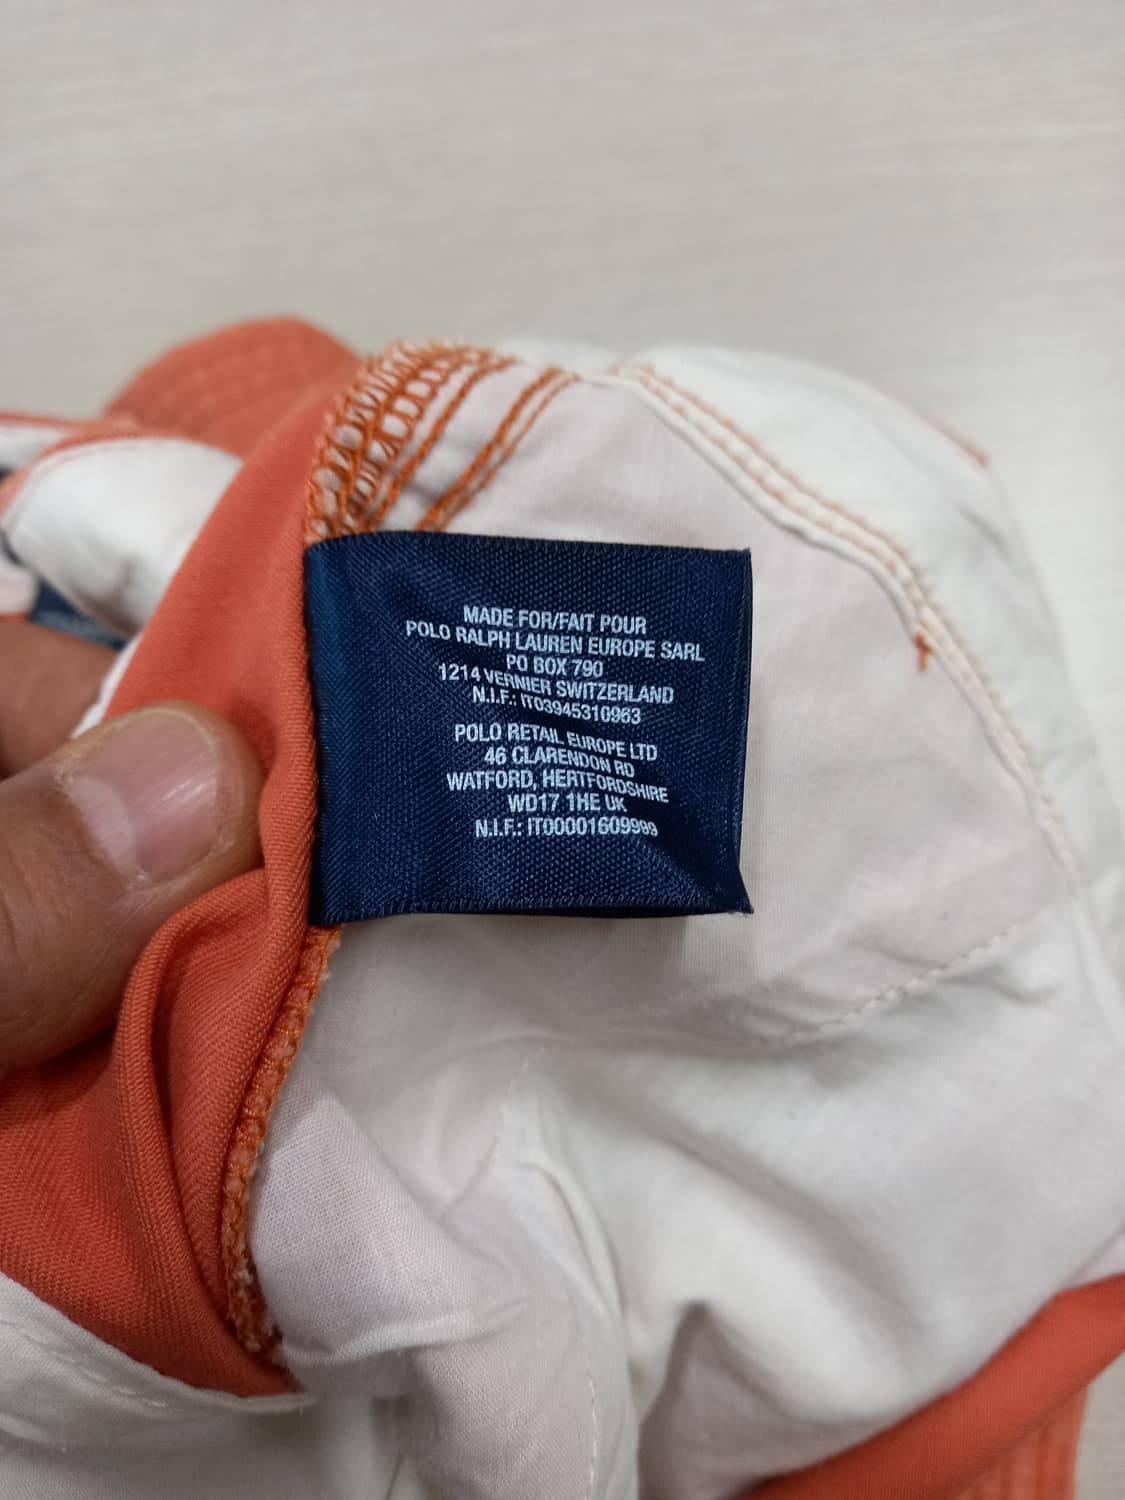 MADE FOR/FAIT POUR
POLO RALPH LAUREN EUROPE SARL
PO BOX 790
1214 VERNIER SWITZERLAND
N.I.F.: IT03945310963
POLO RETAIL EUROPE LTD
46 CLARENDON RD
WATFORD, HERTFORDSHIRE
WD17 1HE UK
N.I.F.: IT00001609999